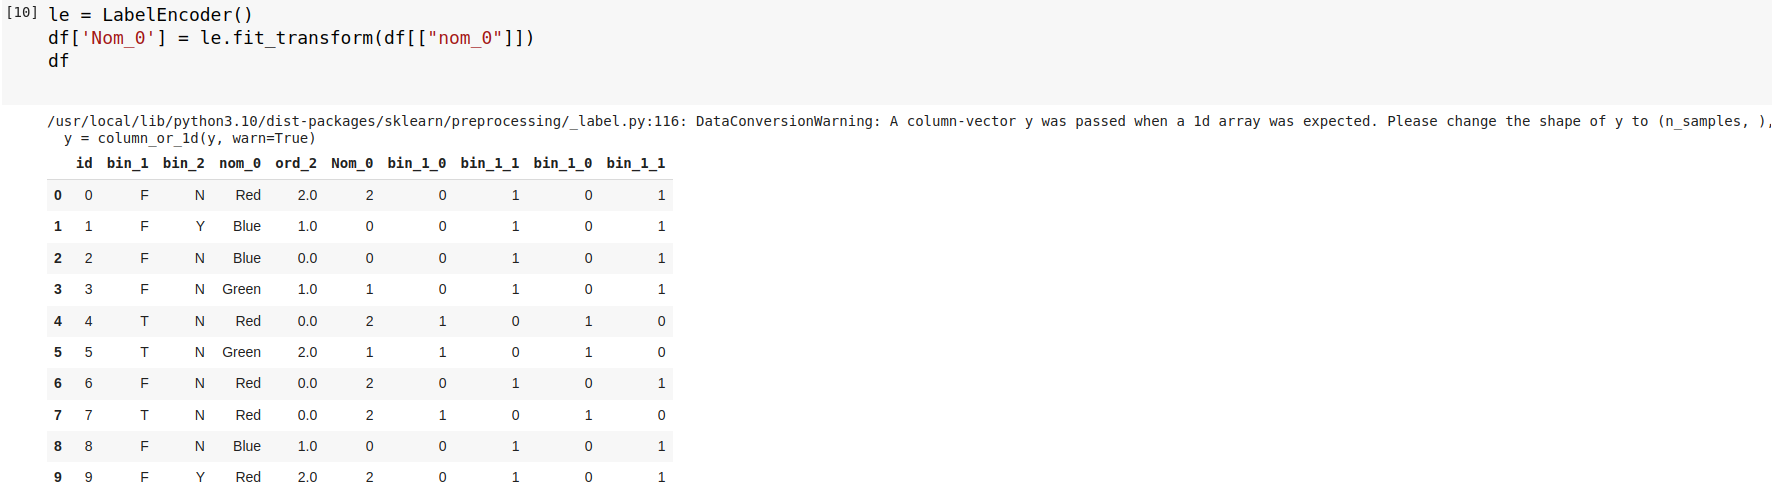 [10] le = LabelEncoder()
df['Nom_0'] = le.fit_transform(df[["nom_0"]])
df
/usr/local/lib/python3.10/dist-packages/sklearn/preprocessing/_label.py:116: DataConversionWarning: A column-vector y was passed when a 1d array was expected. Please change the shape of y to (n_samples, ),
y = column_or_1d(y, warn=True)
id bin_1 bin_2 nom_0 ord_2 Nom_0 bin_1_0 bin_1_1 bin_1_0 bin_1_1
0 0 F N Red 2.0 2 0 1 0 1
1 1 F Y Blue 1.0 0 0 1 0 1
2 2 F N Blue 0.0 0 0 1 0 1
3 3 F N Green 1.0 1 0 1 0 1
4 4 T N Red 0.0 2 1 0 1 0
5 5 T N Green 2.0 1 1 0 1 0
6 6 F N Red 0.0 2 0 1 0 1
7 7 T N Red 0.0 2 1 0 1 0
8 8 F N Blue 1.0 0 0 1 0 1
9 9 F Y Red 2.0 2 0 1 0 1